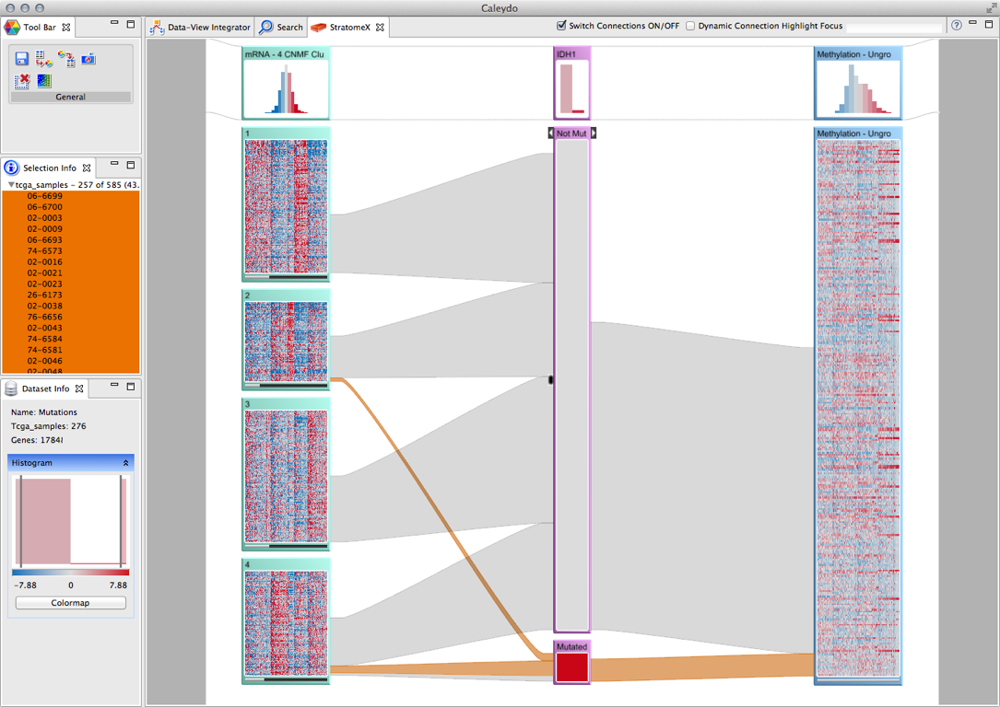 Caleydo
Tool Bar
General
Data-View Integrator
Search
StratomeX
Switch Connections ON/OFF
Dynamic Connection Highlight Focus
Selection Info
tcga_samples - 257 of 585 (43.
06-6699
06-6700
02-0003
02-0009
06-6693
74-6573
02-0016
02-0021
02-0023
26-6173
02-0038
76-6656
02-0043
74-6584
74-6581
02-0046
02-0048
Dataset Info
Name: Mutations
Tcga_samples: 276
Genes: 17848
Histogram
-7.88 0 7.88
Colormap
mRNA - 4 CNMF Clu
1
2
3
4
IDH1
Not Mut
Mutated
Methylation - Ungro
Methylation - Ungro